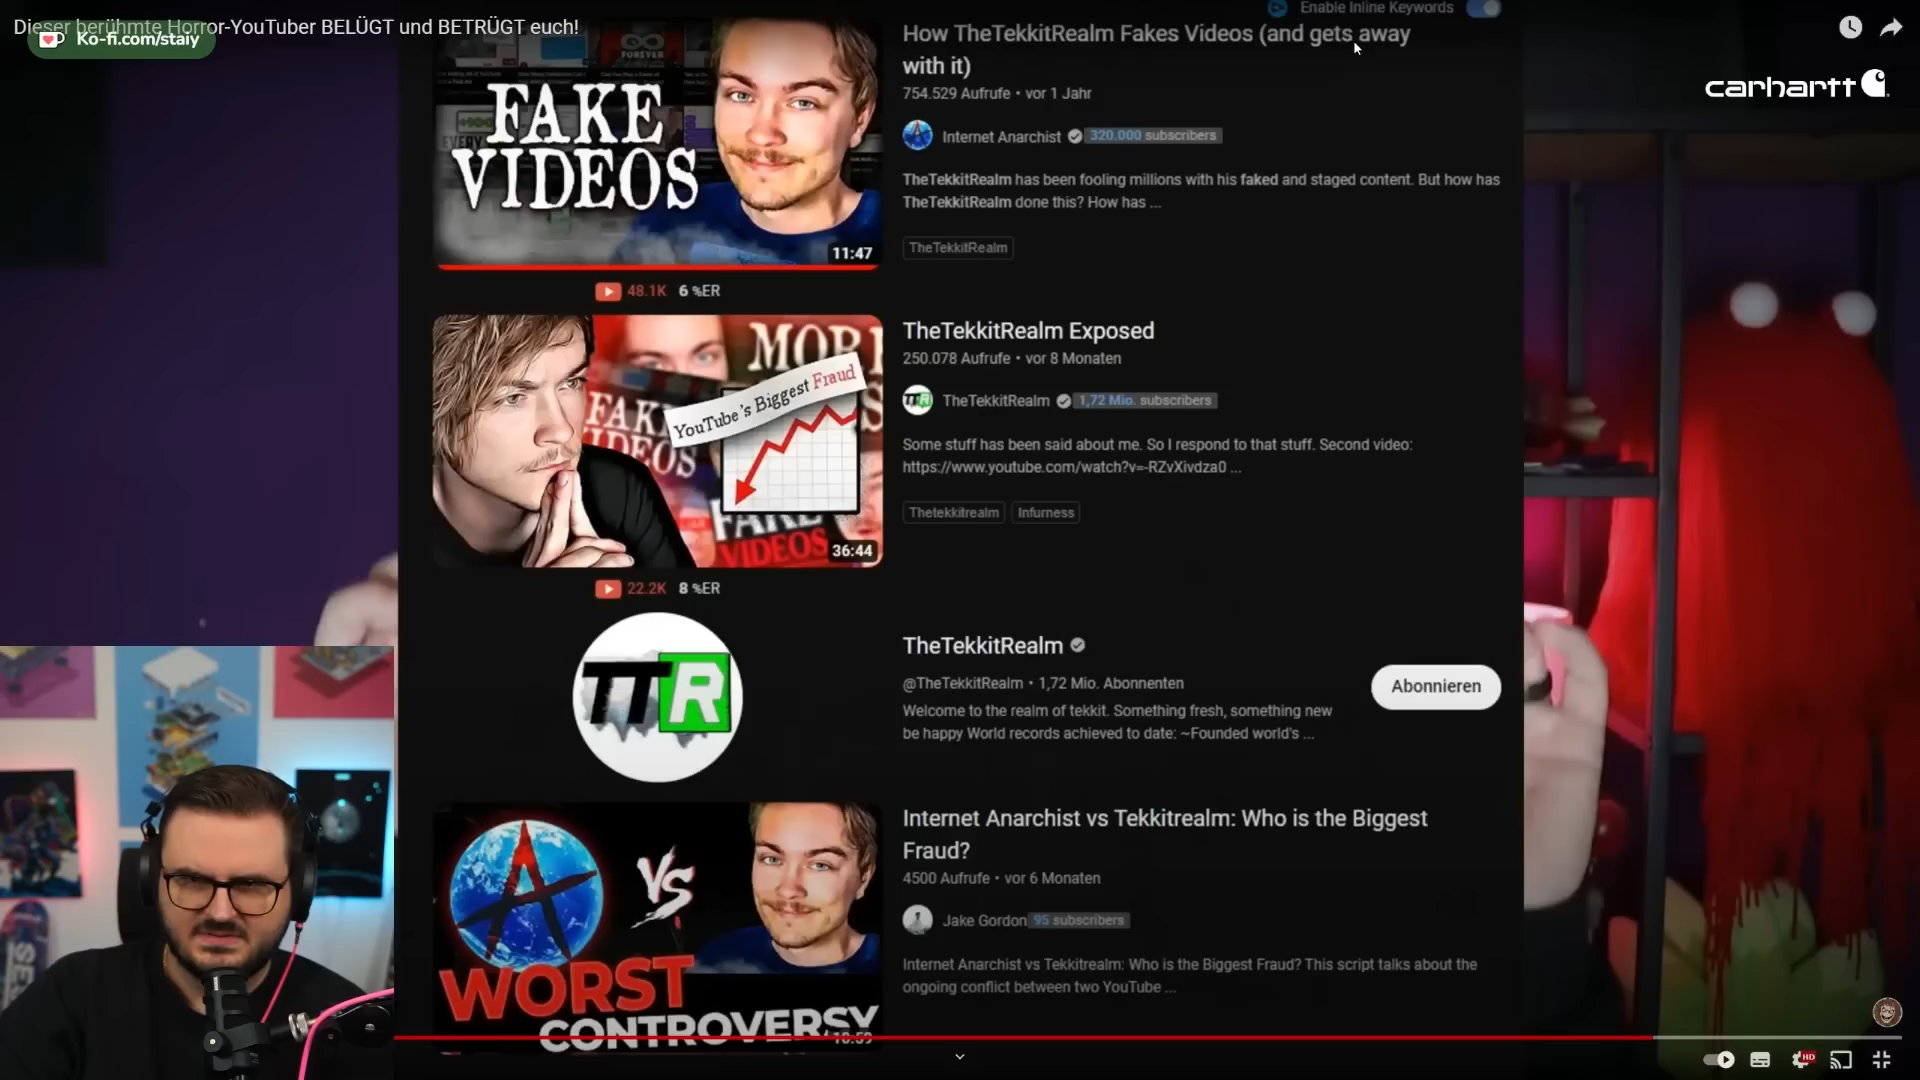 Dieser berühmte Horror-YouTuber BELÜGT und BETRÜGT euch!
Ko-fi.com/staiy
carhartt
Enable Inline Keywords
FAKE
VIDEOS
11:47
How TheTekkitRealm Fakes Videos (and gets away
with it)
754.529 Aufrufe • vor 1 Jahr
Internet Anarchist 320.000 subscribers
TheTekkitRealm has been fooling millions with his faked and staged content. But how has
TheTekkitRealm done this? How has ...
TheTekkitRealm
48.1K 6 %ER
MORE
YouTube's Biggest Fraud
FAKE
VIDEOS
FAKE
VIDEOS
36:44
TheTekkitRealm Exposed
250.078 Aufrufe • vor 8 Monaten
TTR
TheTekkitRealm 1,72 Mio. subscribers
Some stuff has been said about me. So I respond to that stuff. Second video:
https://www.youtube.com/watch?v=-RZvXivdza0 ...
Thetekkitrealm Infurness
22.2K 8 %ER
TTR
TheTekkitRealm
@TheTekkitRealm • 1,72 Mio. Abonnenten
Welcome to the realm of tekkit. Something fresh, something new
be happy World records achieved to date: ~Founded world's ...
Abonnieren
VS
WORST
CONTROVERSY
Internet Anarchist vs Tekkitrealm: Who is the Biggest
Fraud?
4500 Aufrufe • vor 6 Monaten
Jake Gordon 95 subscribers
Internet Anarchist vs Tekkitrealm: Who is the Biggest Fraud? This script talks about the
ongoing conflict between two YouTube ...
HD